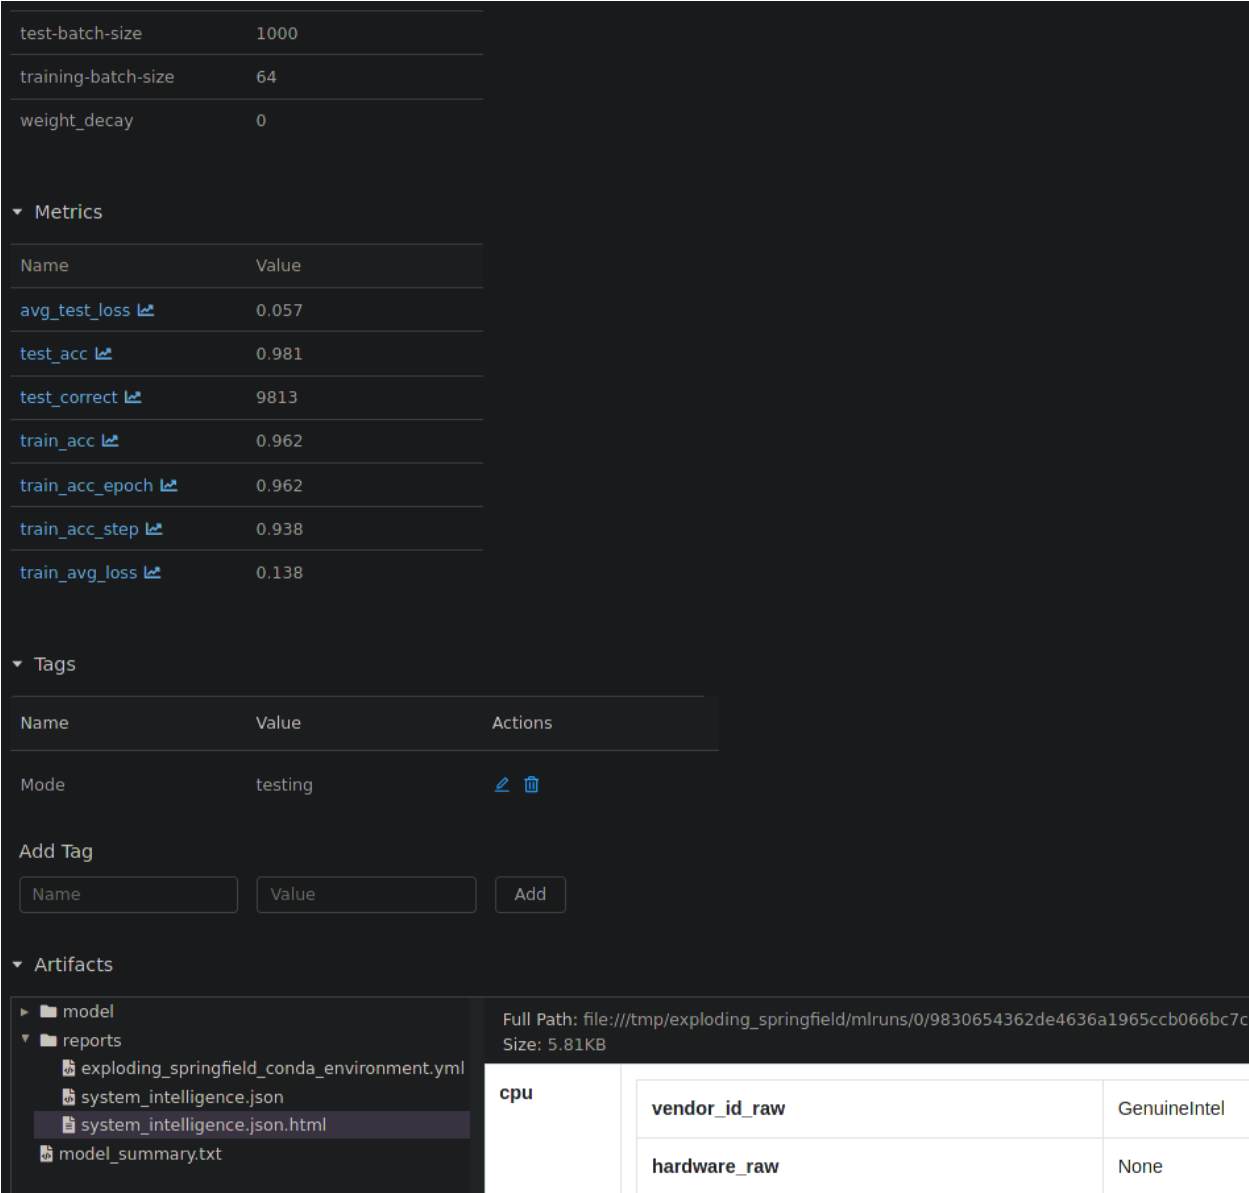 test-batch-size 1000
training-batch-size 64
weight_decay 0
Metrics
Name Value
avg_test_loss 0.057
test_acc 0.981
test_correct 9813
train_acc 0.962
train_acc_epoch 0.962
train_acc_step 0.938
train_avg_loss 0.138
Tags
Name Value Actions
Mode testing
Add Tag
Name Value Add
Artifacts
model
reports
exploding_springfield_conda_environment.yml
system_intelligence.json
system_intelligence.json.html
model_summary.txt
Full Path: file:///tmp/exploding_springfield/mlruns/0/9830654362de4636a1965ccb066bc7c
Size: 5.81KB
cpu
vendor_id_raw GenuineIntel
hardware_raw None